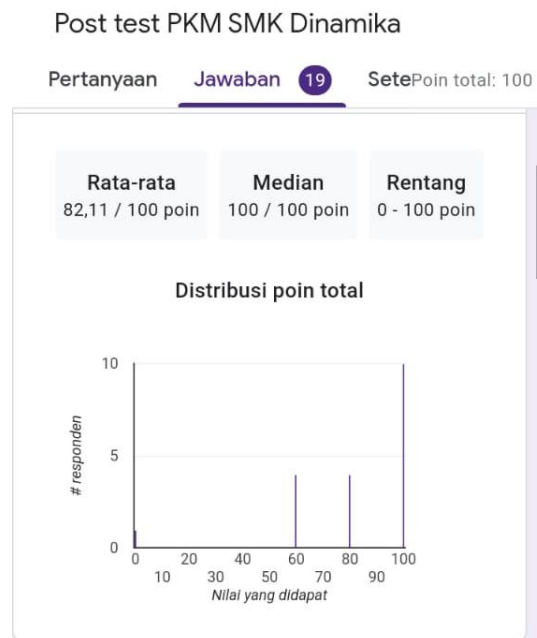 Post test PKM SMK Dinamika
Pertanyaan Jawaban 19 SetePoin total: 100
Rata-rata Median Rentang
82,11 / 100 poin 100 / 100 poin 0 - 100 poin
Distribusi poin total
10
5
0
# responden
0 20 40 60 80 100
10 30 50 70 90
Nilai yang didapat